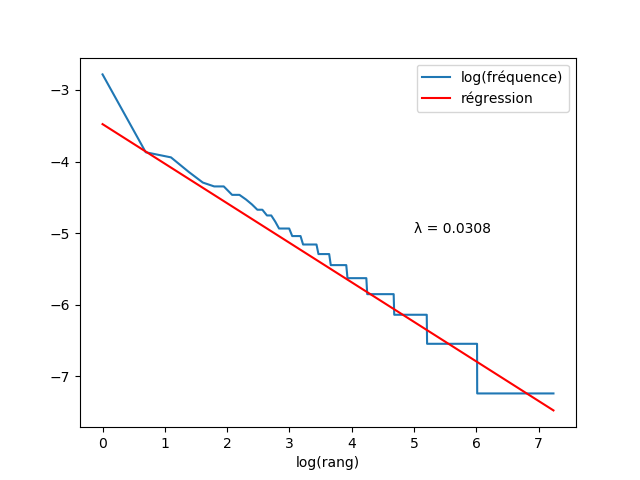 log(fréquence)
régression
−3
−4
−5
−6
−7
λ = 0.0308
0 1 2 3 4 5 6 7
log(rang)